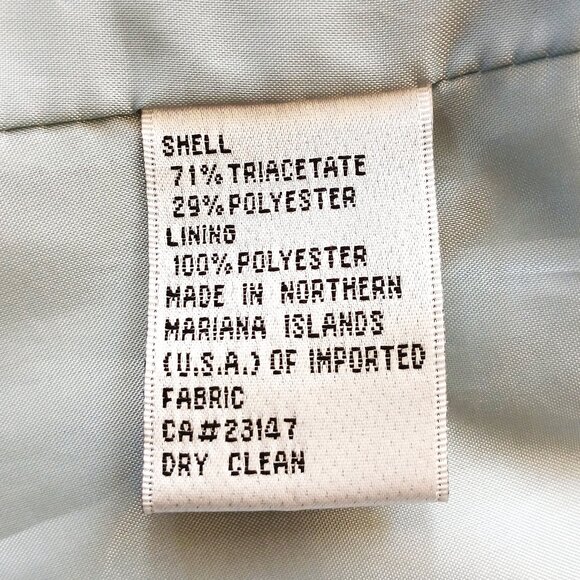 SHELL
71% TRIACETATE
29% POLYESTER
LINING
100% POLYESTER
MADE IN NORTHERN
MARIANA ISLANDS
(U.S.A.) OF IMPORTED
FABRIC
CA#23147
DRY CLEAN